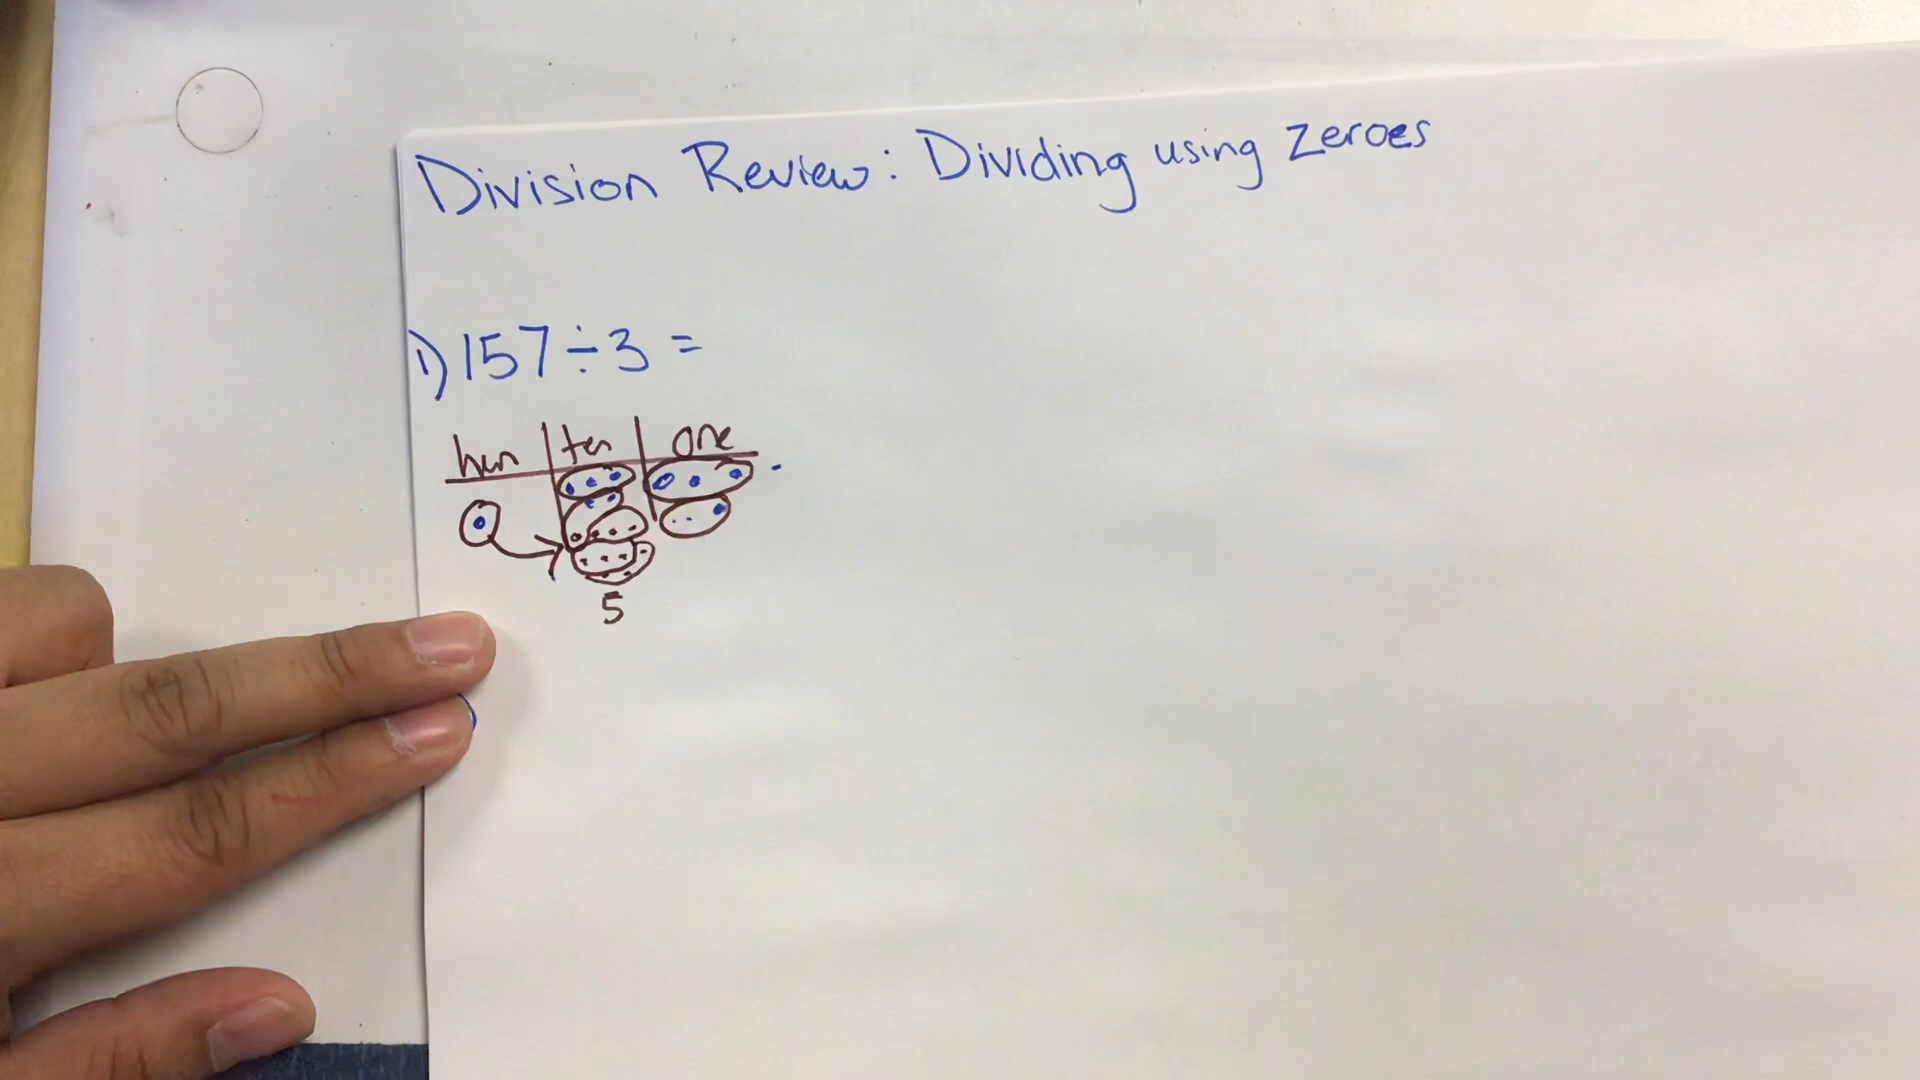 Division Review: Dividing using zeroes
1) 157 ÷ 3 =
hun ten one
5